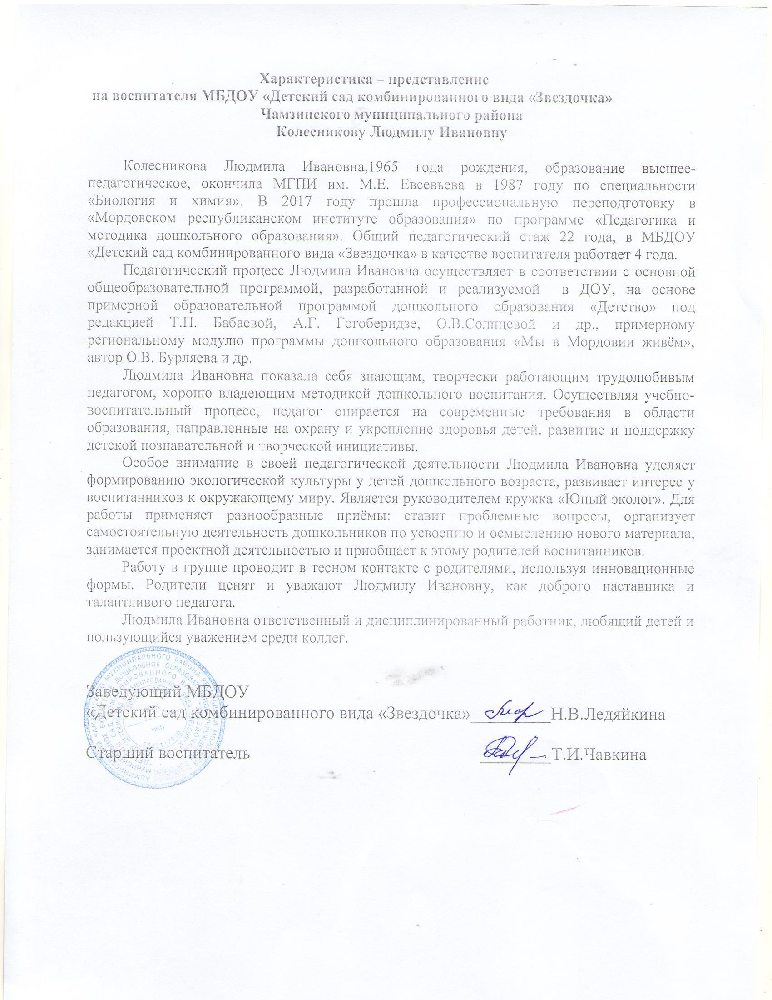 Характеристика – представление
на воспитателя МБДОУ «Детский сад комбинированного вида «Звездочка»
Чамзинского муниципального района
Колесникову Людмилу Ивановну
Колесникова Людмила Ивановна,1965 года рождения, образование высшее-
педагогическое, окончила МГПИ им. М.Е. Евсевьева в 1987 году по специальности
«Биология и химия». В 2017 году прошла профессиональную переподготовку в
«Мордовском республиканском институте образования» по программе «Педагогика и
методика дошкольного образования». Общий педагогический стаж 22 года, в МБДОУ
«Детский сад комбинированного вида «Звездочка» в качестве воспитателя работает 4 года.
Педагогический процесс Людмила Ивановна осуществляет в соответствии с основной
общеобразовательной программой, разработанной и реализуемой в ДОУ, на основе
примерной образовательной программой дошкольного образования «Детство» под
редакцией Т.П. Бабаевой, А.Г. Гогоберидзе, О.В.Солнцевой и др., примерному
региональному модулю программы дошкольного образования «Мы в Мордовии живём»,
автор О.В. Бурляева и др.
Людмила Ивановна показала себя знающим, творчески работающим трудолюбивым
педагогом, хорошо владеющим методикой дошкольного воспитания. Осуществляя учебно-
воспитательный процесс, педагог опирается на современные требования в области
образования, направленные на охрану и укрепление здоровья детей, развитие и поддержку
детской познавательной и творческой инициативы.
Особое внимание в своей педагогической деятельности Людмила Ивановна уделяет
формированию экологической культуры у детей дошкольного возраста, развивает интерес у
воспитанников к окружающему миру. Является руководителем кружка «Юный эколог». Для
работы применяет разнообразные приёмы: ставит проблемные вопросы, организует
самостоятельную деятельность дошкольников по усвоению и осмыслению нового материала,
занимается проектной деятельностью и приобщает к этому родителей воспитанников.
Работу в группе проводит в тесном контакте с родителями, используя инновационные
формы. Родители ценят и уважают Людмилу Ивановну, как доброго наставника и
талантливого педагога.
Людмила Ивановна ответственный и дисциплинированный работник, любящий детей и
пользующийся уважением среди коллег.
Заведующий МБДОУ
«Детский сад комбинированного вида «Звездочка»__________Н.В.Ледяйкина
Старший воспитатель _________Т.И.Чавкина
ИНН